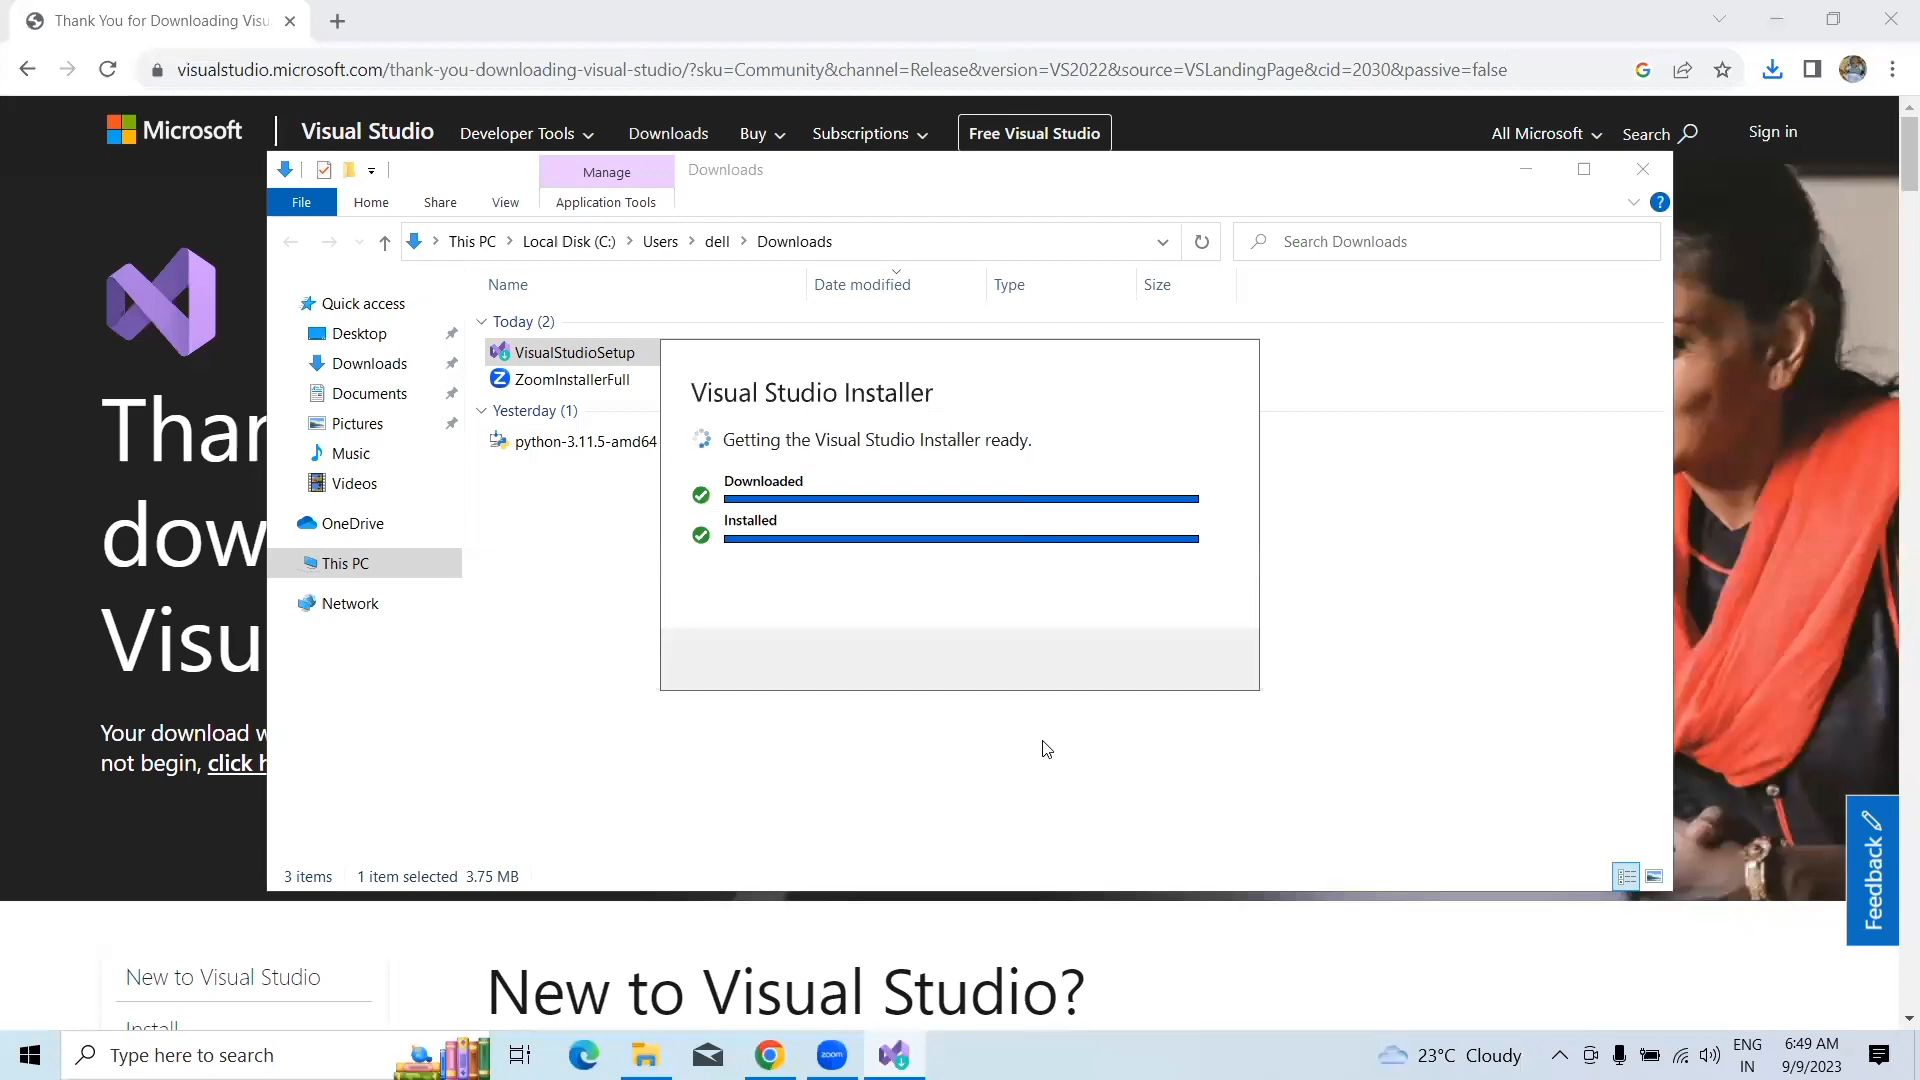 Thank You for Downloading Visu
visualstudio.microsoft.com/thank-you-downloading-visual-studio/?sku=Community&channel=Release&version=VS2022&source=VSLandingPage&cid=2030&passive=false
Microsoft
Visual Studio
Developer Tools
Downloads
Buy
Subscriptions
Free Visual Studio
All Microsoft
Search
Sign in
Manage
Downloads
File
Home
Share
View
Application Tools
This PC
Local Disk (C:)
Users
dell
Downloads
Search Downloads
Name
Date modified
Type
Size
Quick access
Desktop
Downloads
Documents
Pictures
Music
Videos
OneDrive
This PC
Network
Today (2)
VisualStudioSetup
ZoomInstallerFull
Yesterday (1)
python-3.11.5-amd64
Visual Studio Installer
Getting the Visual Studio Installer ready.
Downloaded
Installed
Than
dow
Visu
Your download w
not begin, click h
3 items
1 item selected 3.75 MB
Feedback
New to Visual Studio
Install
New to Visual Studio?
Type here to search
zoom
23°C Cloudy
ENG
IN
6:49 AM
9/9/2023